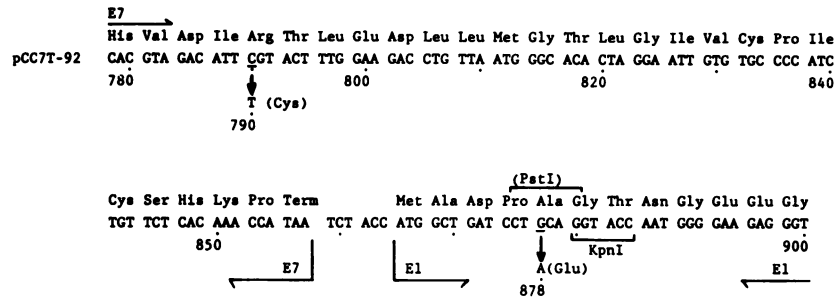 E7
His Val Asp Ile Arg Thr Leu Glu Asp Leu Leu Met Gly Thr Leu Gly Ile Val Cys Pro Ile
pCC7T-92 CAC GTA GAC ATT CGT ACT TTG GAA GAC CTG TTA ATG GGC ACA CTA GGA ATT GTG TGC CCC ATC
780 800 820 840
T (Cys)
790
(PstI)
Cys Ser His Lys Pro Term Met Ala Asp Pro Ala Gly Thr Asn Gly Glu Glu Gly
TGT TCT CAC AAA CCA TAA TCT ACC ATG GCT GAT CCT GCA GGT ACC AAT GGG GAA GAG GGT
850 KpnI 900
E7 E1 A(Glu) E1
878